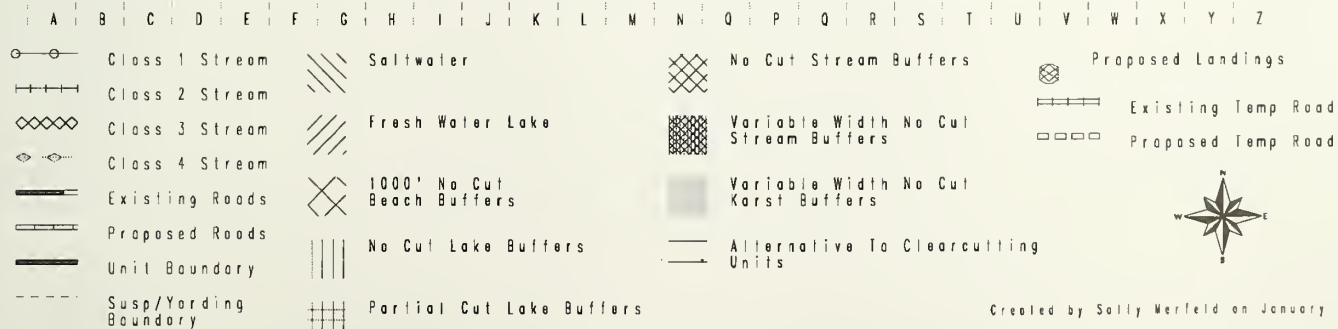 A B C D E F G H I J K L M N O P Q R S T U V W X Y Z
Class 1 Stream
Class 2 Stream
Class 3 Stream
Class 4 Stream
Existing Roads
Proposed Roads
Unit Boundary
Susp/Yarding
Boundary
Saltwater
Fresh Water Lake
1000' No Cut
Beach Buffers
No Cut Lake Buffers
Partial Cut Lake Buffers
No Cut Stream Buffers
Variable Width No Cut
Stream Buffers
Variable Width No Cut
Karst Buffers
Alternative To Clearcutting
Units
Proposed Landings
Existing Temp Road
Proposed Temp Road
N
W E
S
Created by Sally Merfeld on January